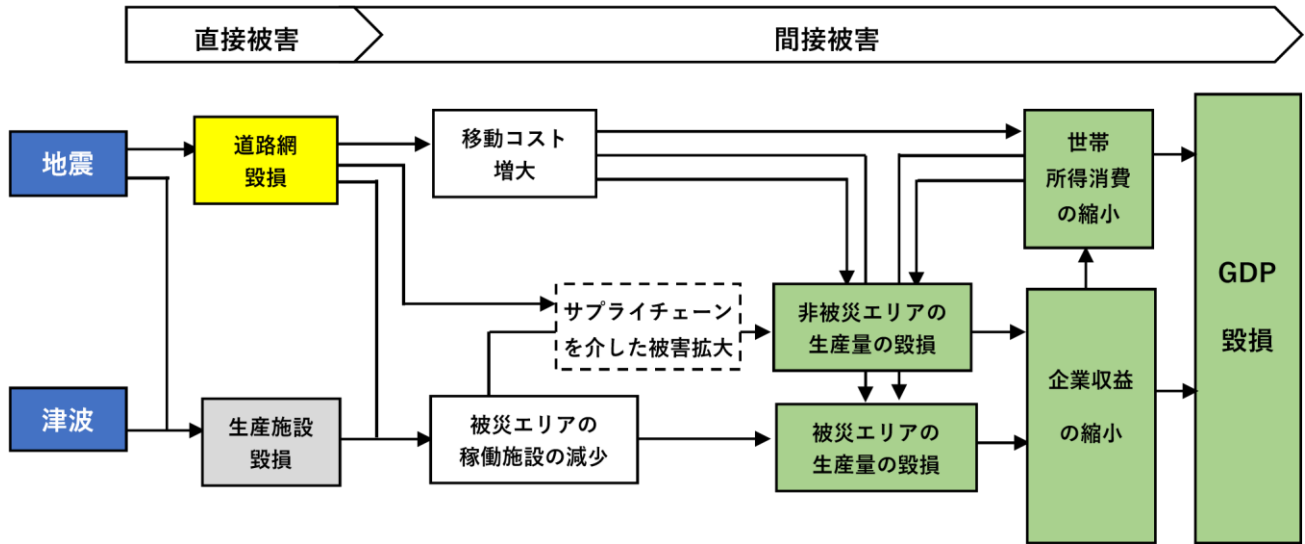 直接被害
間接被害
地震
道路網
毀損
移動コスト
増大
世帯
所得消費
の縮小
GDP
毀損
サプライチェーン
を介した被害拡大
非被災エリアの
生産量の毀損
企業収益
の縮小
津波
生産施設
毀損
被災エリアの
稼働施設の減少
被災エリアの
生産量の毀損